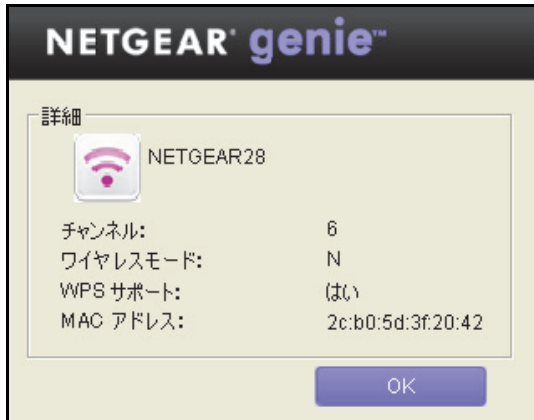 NETGEAR® genie™
詳細
NETGEAR28
チャンネル: 6
ワイヤレスモード: N
WPS サポート: はい
MAC アドレス: 2c:b0:5d:3f:20:42
OK